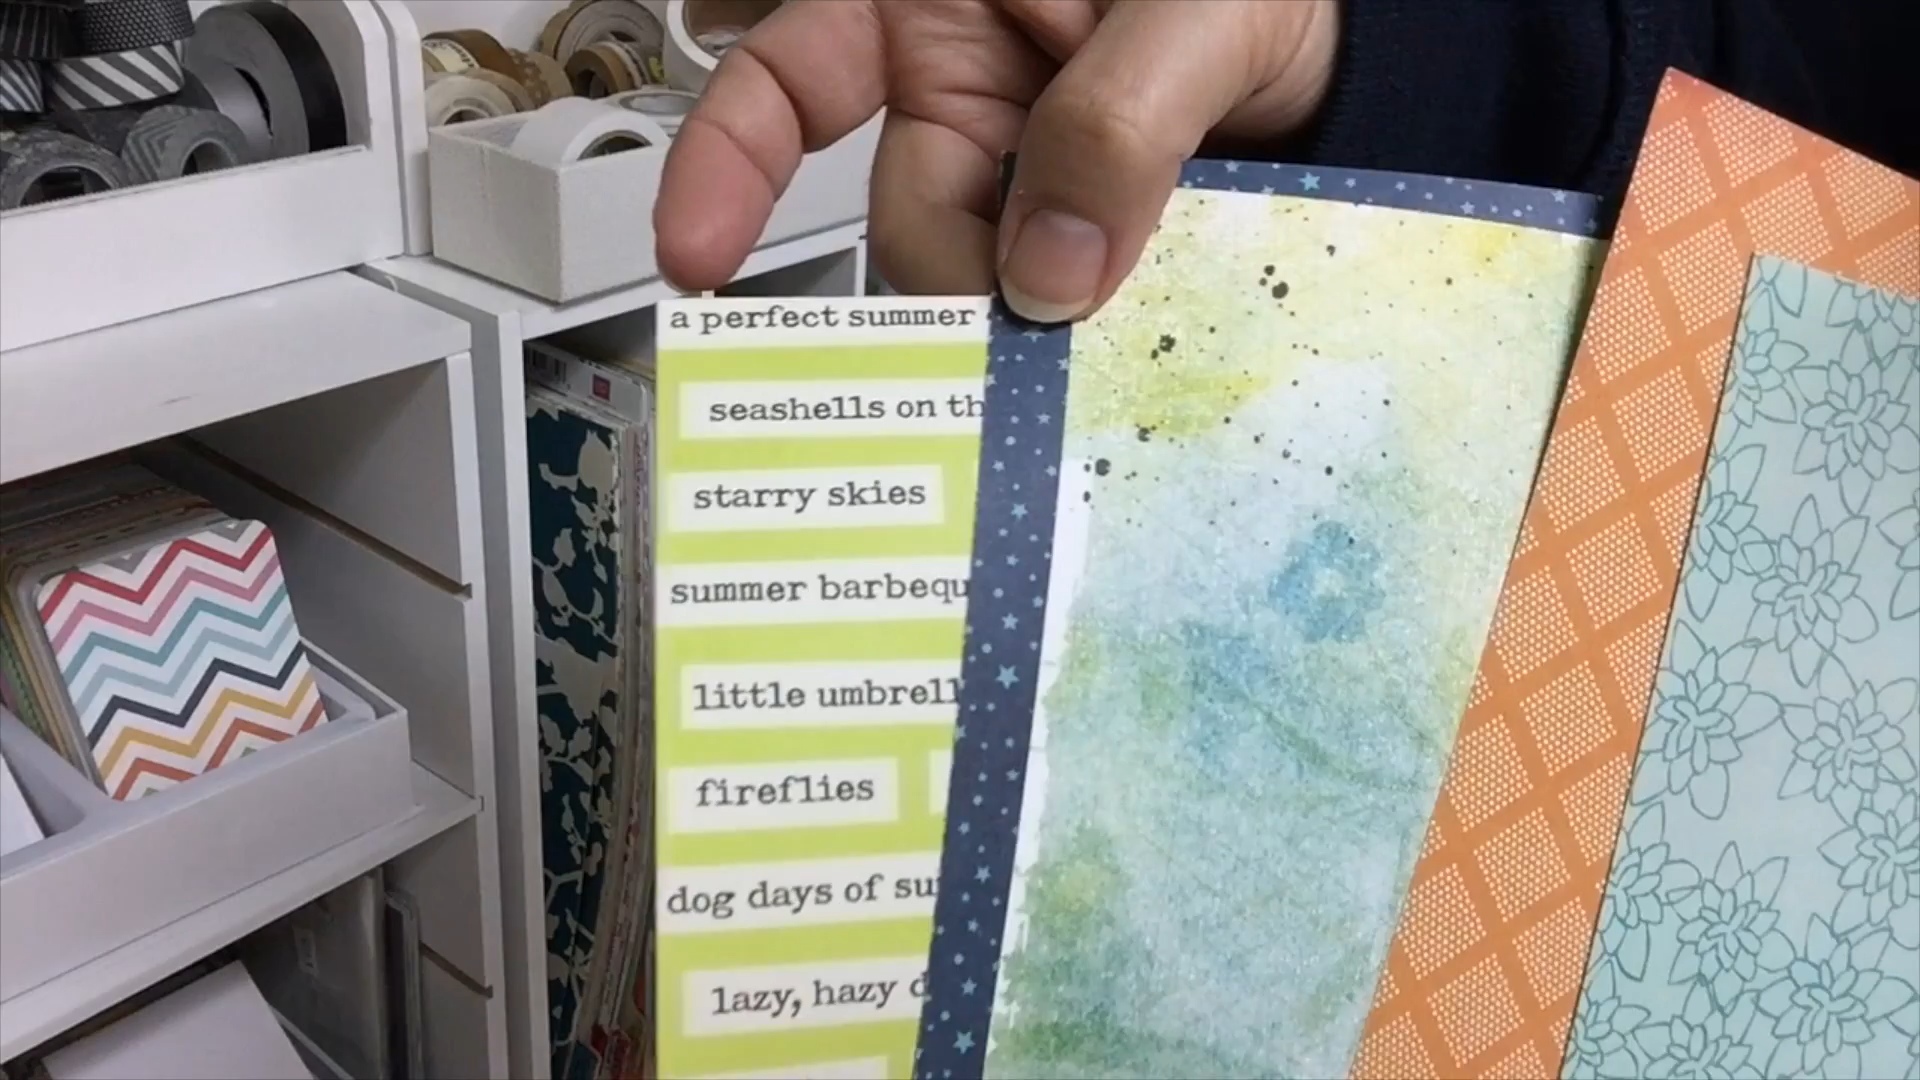 a perfect summer
seashells on th
starry skies
summer barbequ
little umbrell
fireflies
dog days of su
lazy, hazy d